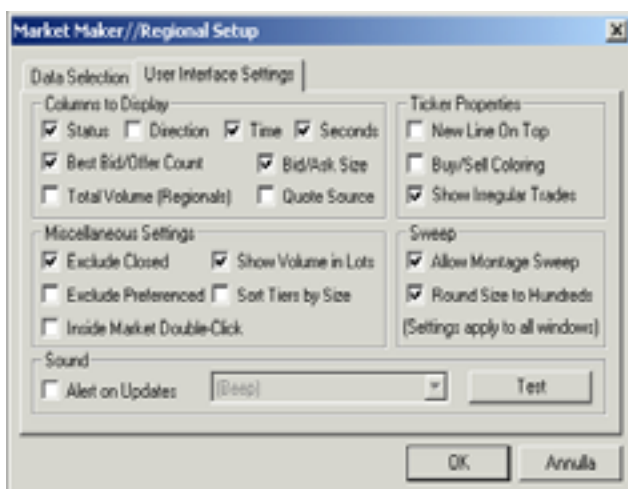 Market Maker//Regional Setup
Data Selection User Interface Settings
Columns to Display
Status Direction Time Seconds
Best Bid/Offer Count Bid/Ask Size
Total Volume (Regionals) Quote Source
Ticker Properties
New Line On Top
Buy/Sell Coloring
Show Irregular Trades
Miscellaneous Settings
Exclude Closed Show Volume in Lots
Exclude Preferenced Sort Tiers by Size
Inside Market Double-Click
Sweep
Allow Montage Sweep
Round Size to Hundreds
(Settings apply to all windows)
Sound
Alert on Updates (Beep) Test
OK Annulla